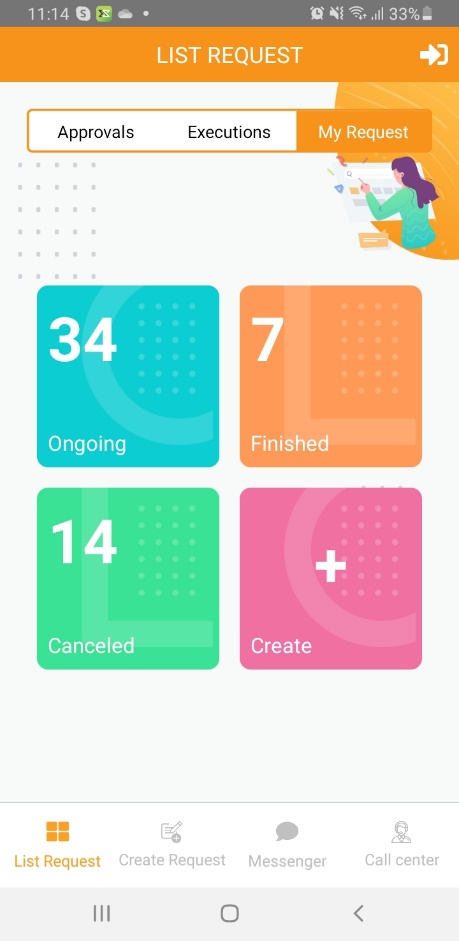 11:14
33%
LIST REQUEST
Approvals Executions My Request
34
7
Ongoing
Finished
14
+
Canceled
Create
List Request Create Request Messenger Call center